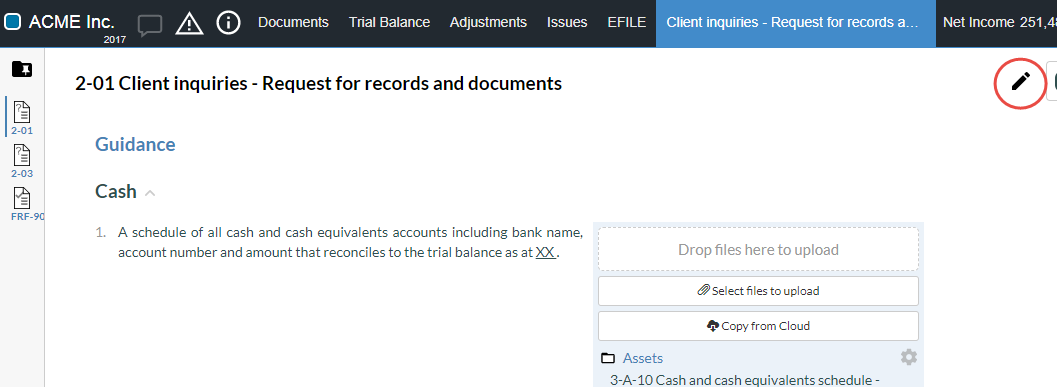 ACME Inc.
2017
Documents
Trial Balance
Adjustments
Issues
EFILE
Client inquiries - Request for records a...
Net Income 251,4
2-01 Client inquiries - Request for records and documents
2-01
2-03
FRF-90
Guidance
Cash
1. A schedule of all cash and cash equivalents accounts including bank name,
account number and amount that reconciles to the trial balance as at XX.
Drop files here to upload
Select files to upload
Copy from Cloud
Assets
3-A-10 Cash and cash equivalents schedule -